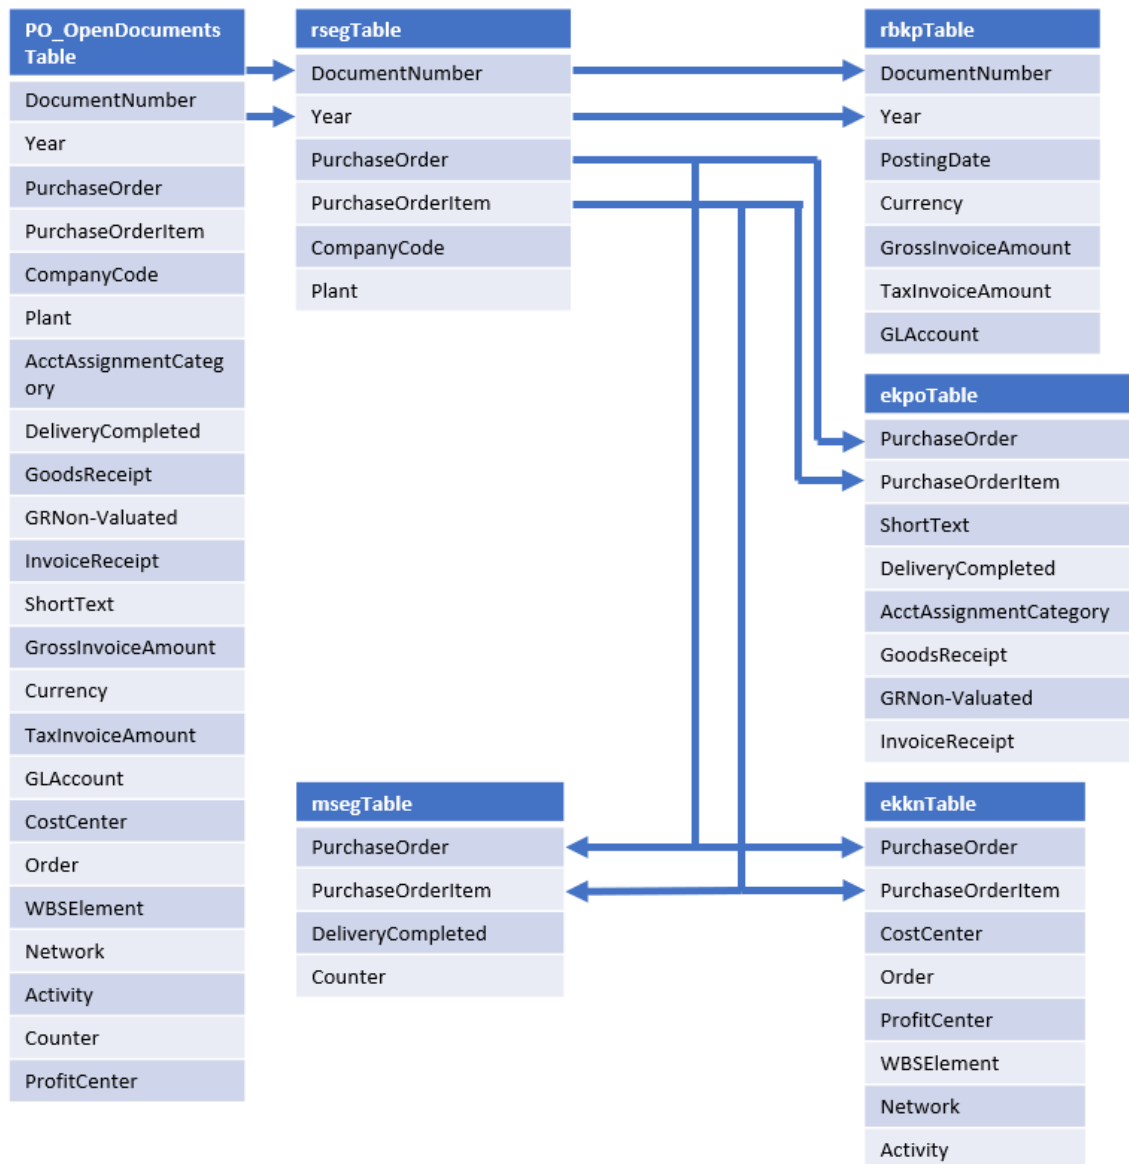 PO_OpenDocuments
Table
DocumentNumber
Year
PurchaseOrder
PurchaseOrderItem
CompanyCode
Plant
AcctAssignmentCateg
ory
DeliveryCompleted
GoodsReceipt
GRNon-Valuated
InvoiceReceipt
ShortText
GrossInvoiceAmount
Currency
TaxInvoiceAmount
GLAccount
CostCenter
Order
WBSElement
Network
Activity
Counter
ProfitCenter
rsegTable
DocumentNumber
Year
PurchaseOrder
PurchaseOrderItem
CompanyCode
Plant
rbkpTable
DocumentNumber
Year
PostingDate
Currency
GrossInvoiceAmount
TaxInvoiceAmount
GLAccount
ekpoTable
PurchaseOrder
PurchaseOrderItem
ShortText
DeliveryCompleted
AcctAssignmentCategory
GoodsReceipt
GRNon-Valuated
InvoiceReceipt
msegTable
PurchaseOrder
PurchaseOrderItem
DeliveryCompleted
Counter
ekknTable
PurchaseOrder
PurchaseOrderItem
CostCenter
Order
ProfitCenter
WBSElement
Network
Activity